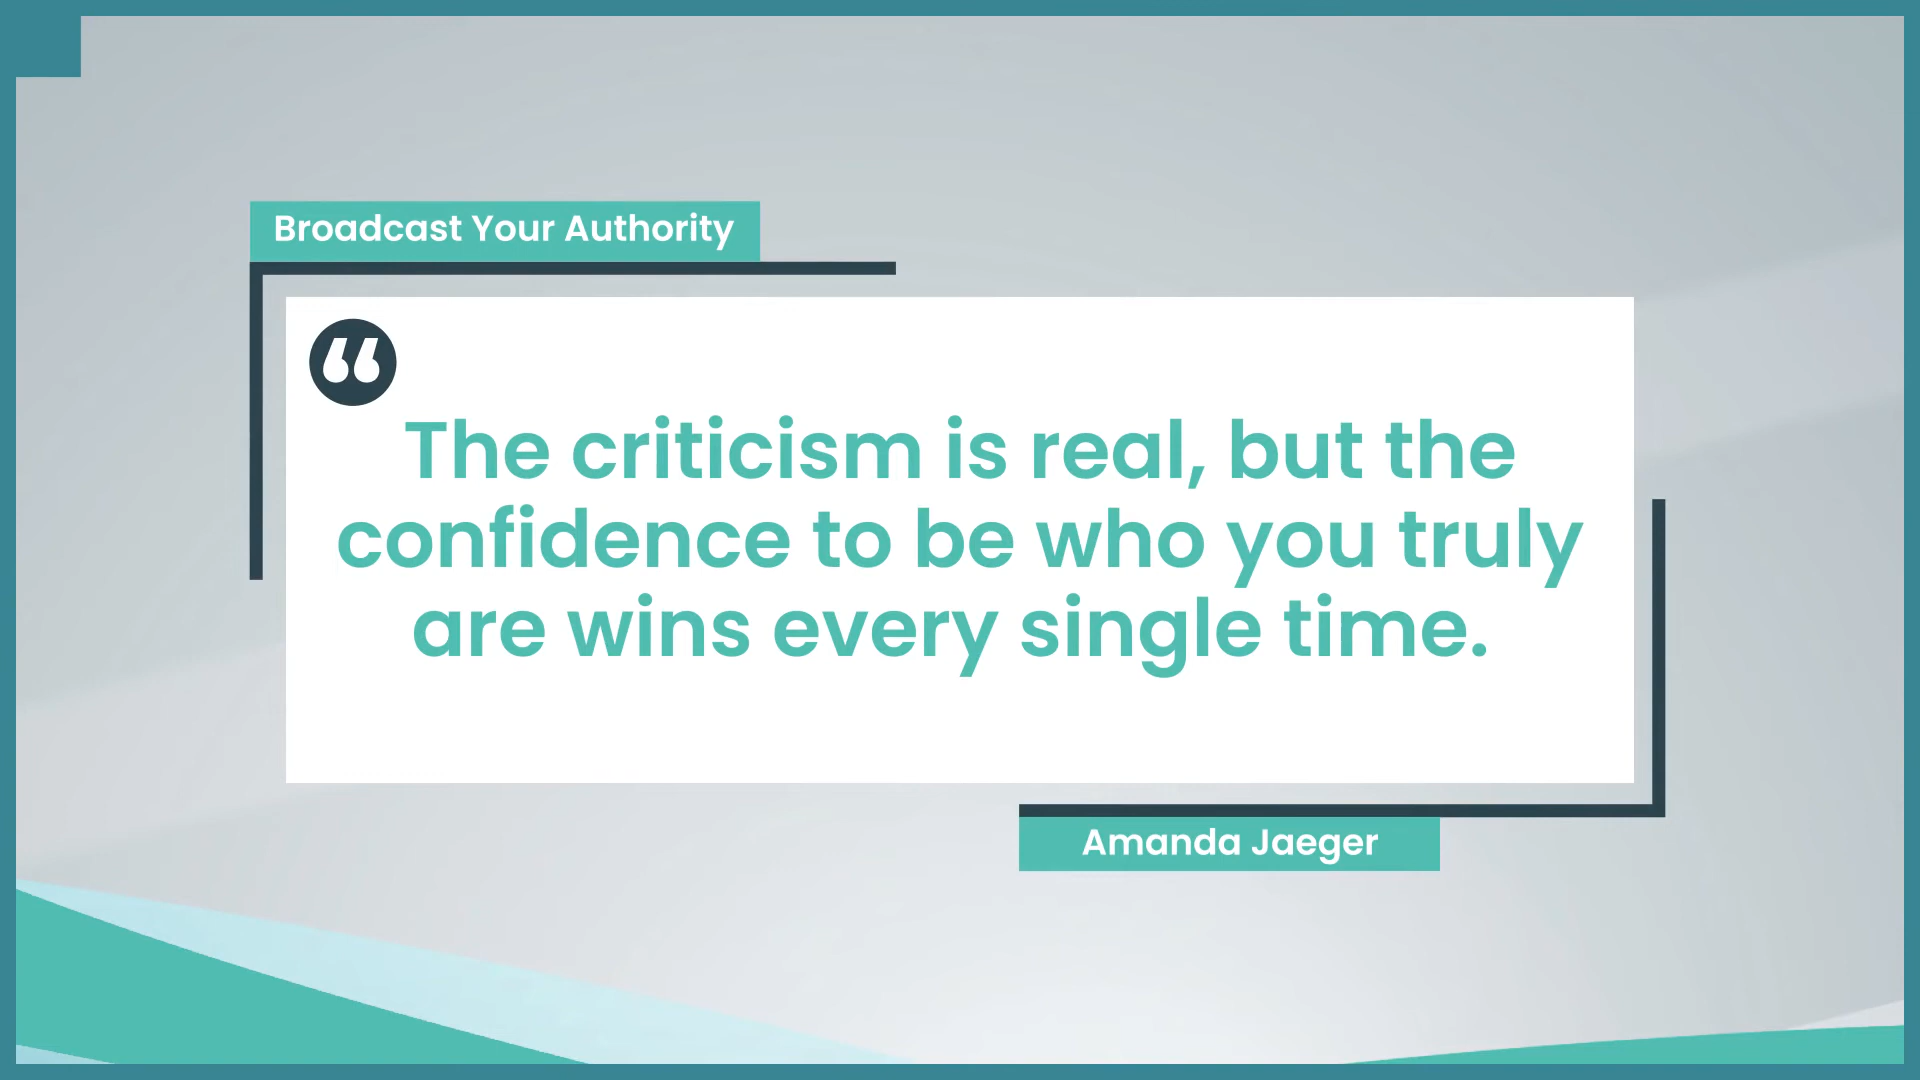 Broadcast Your Authority
“
The criticism is real, but the
confidence to be who you truly
are wins every single time.
Amanda Jaeger